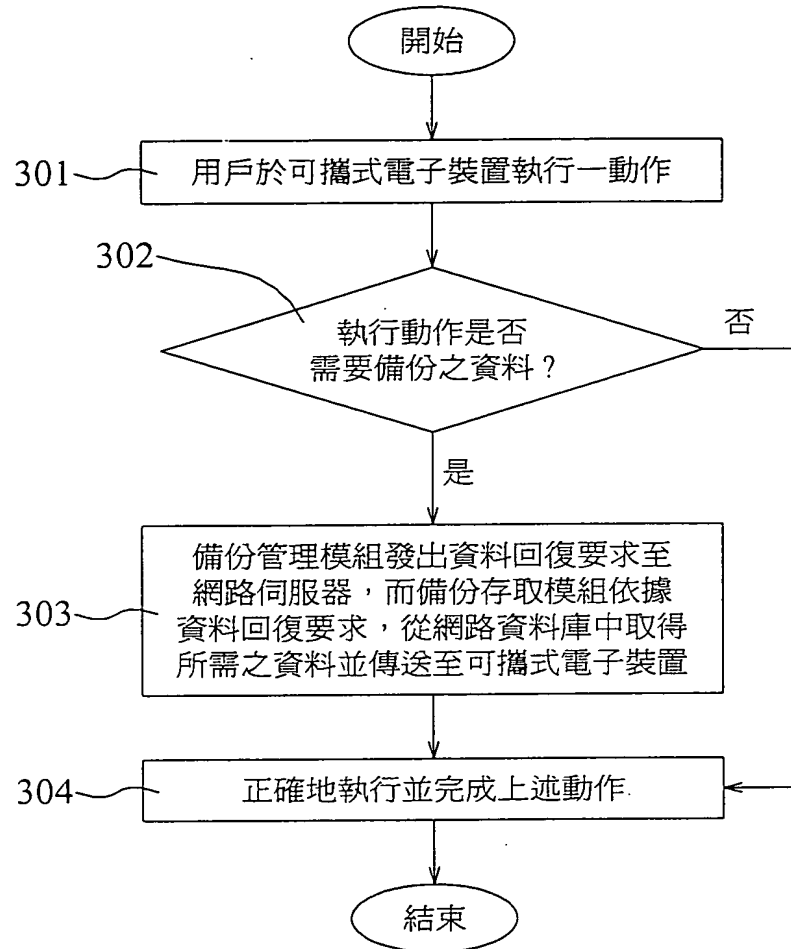 開始
301
用戶於可攜式電子裝置執行一動作
302
執行動作是否
需要備份之資料？
否
是
303
備份管理模組發出資料回復要求至
網路伺服器，而備份存取模組依據
資料回復要求，從網路資料庫中取得
所需之資料並傳送至可攜式電子裝置
304
正確地執行並完成上述動作
結束